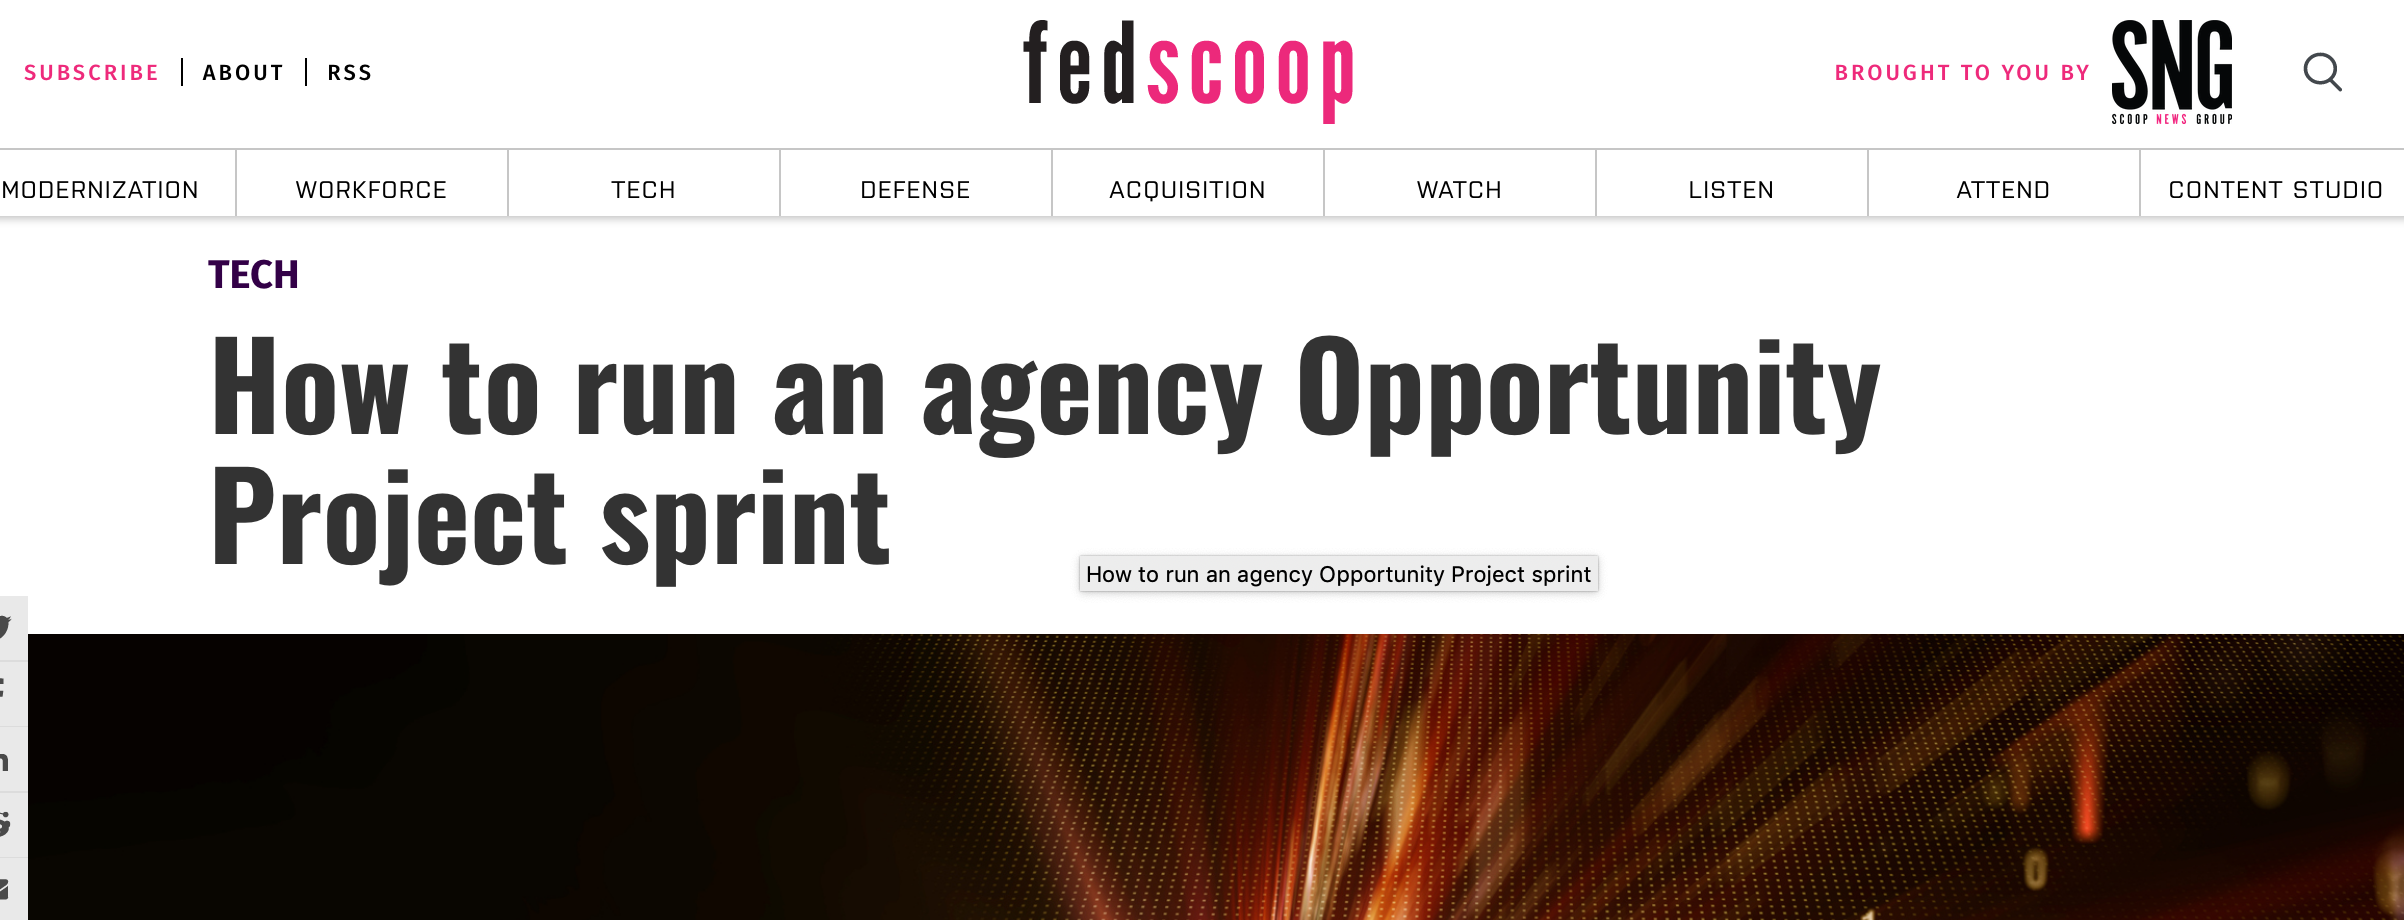 SUBSCRIBE | ABOUT | RSS
fedscoop
BROUGHT TO YOU BY
SNG
SCOOP NEWS GROUP
MODERNIZATION
WORKFORCE
TECH
DEFENSE
ACQUISITION
WATCH
LISTEN
ATTEND
CONTENT STUDIO
TECH
How to run an agency Opportunity
Project sprint
How to run an agency Opportunity Project sprint
0